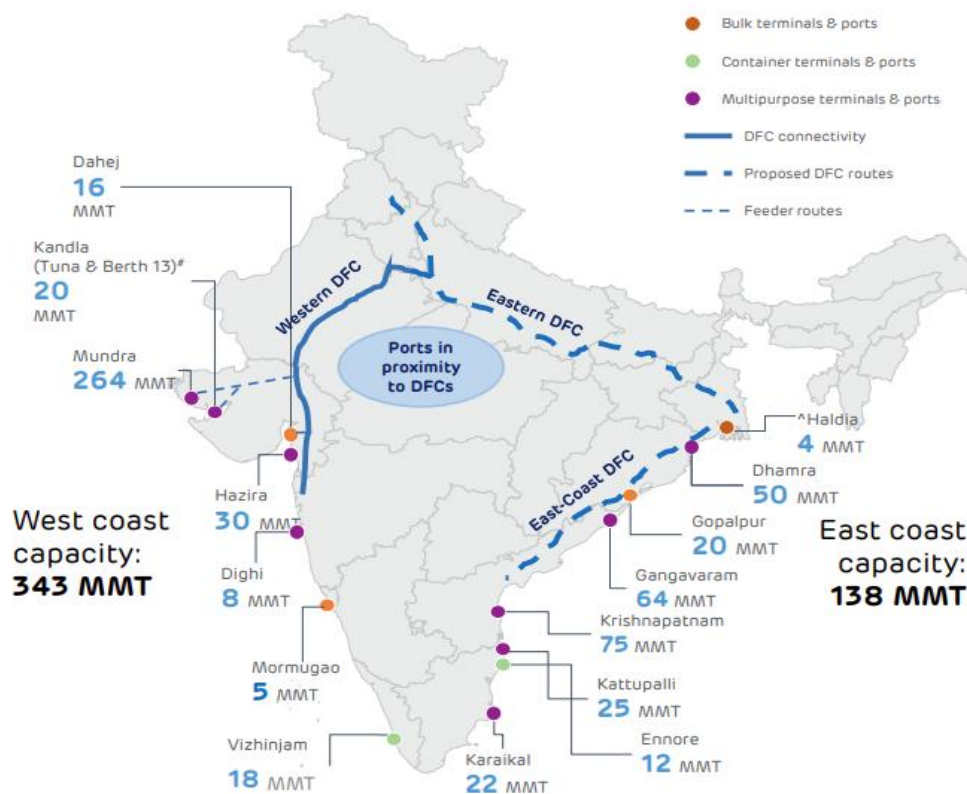 Bulk terminals & ports
Container terminals & ports
Multipurpose terminals & ports
DFC connectivity
Proposed DFC routes
Feeder routes
Dahej
16
MMT
Kandla
(Tuna & Berth 13)#
20
MMT
Mundra
264 MMT
Western DFC
Eastern DFC
Ports in
proximity
to DFCs
East-Coast DFC
Hazira
30 MMT
West coast
capacity:
343 MMT
Dighi
8 MMT
Mormugao
5 MMT
Vizhinjam
18 MMT
^Haldia
4 MMT
Dhamra
50 MMT
Gopalpur
20 MMT
East coast
capacity:
138 MMT
Gangavaram
64 MMT
Krishnapatnam
75 MMT
Kattupalli
25 MMT
Ennore
12 MMT
Karaikal
22 MMT